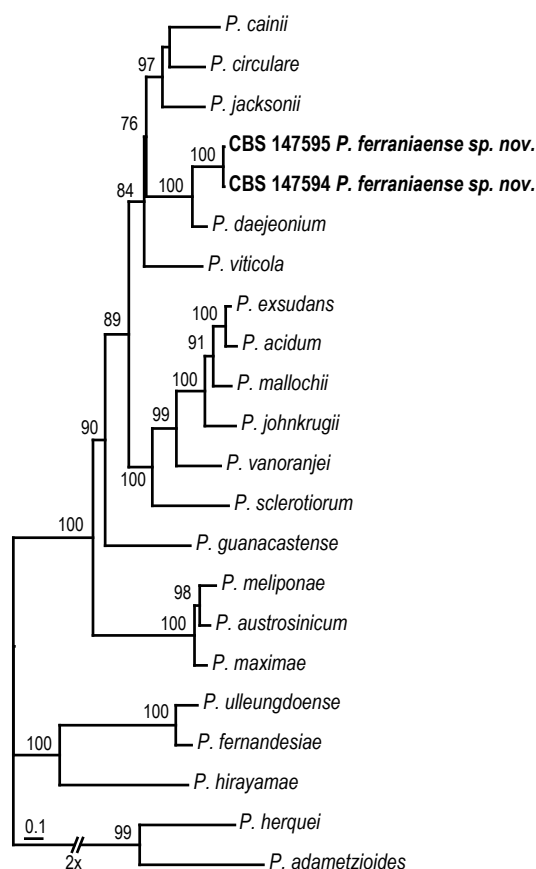 P. cainii
97
P. circulare
P. jacksonii
76
100 CBS 147595 P. ferraniaense sp. nov.
100 CBS 147594 P. ferraniaense sp. nov.
84
P. daejeonium
P. viticola
100 P. exsudans
89
91 P. acidum
P. mallochii
100
P. johnkrugii
99
90
P. vanoranjei
100
P. sclerotiorum
100
P. guanacastense
98 P. meliponae
100 P. austrosinicum
P. maximae
100 P. ulleungdoense
100 P. fernandesiae
P. hirayamae
0.1 99 P. herquei
2x
P. adametzioides